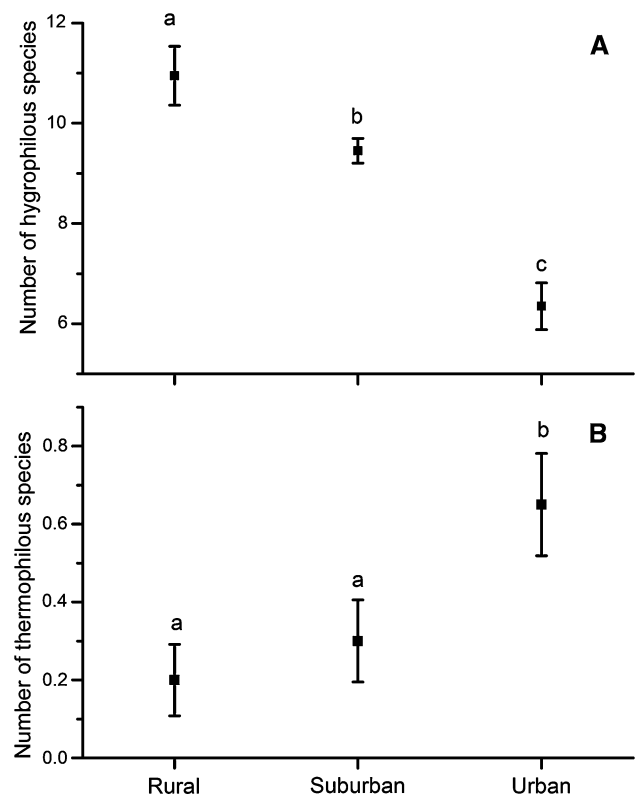 Number of hygrophilous species
12
10
8
6
a
b
c
A
Number of thermophilous species
0.8
0.6
0.4
0.2
0.0
a
a
b
B
Rural Suburban Urban